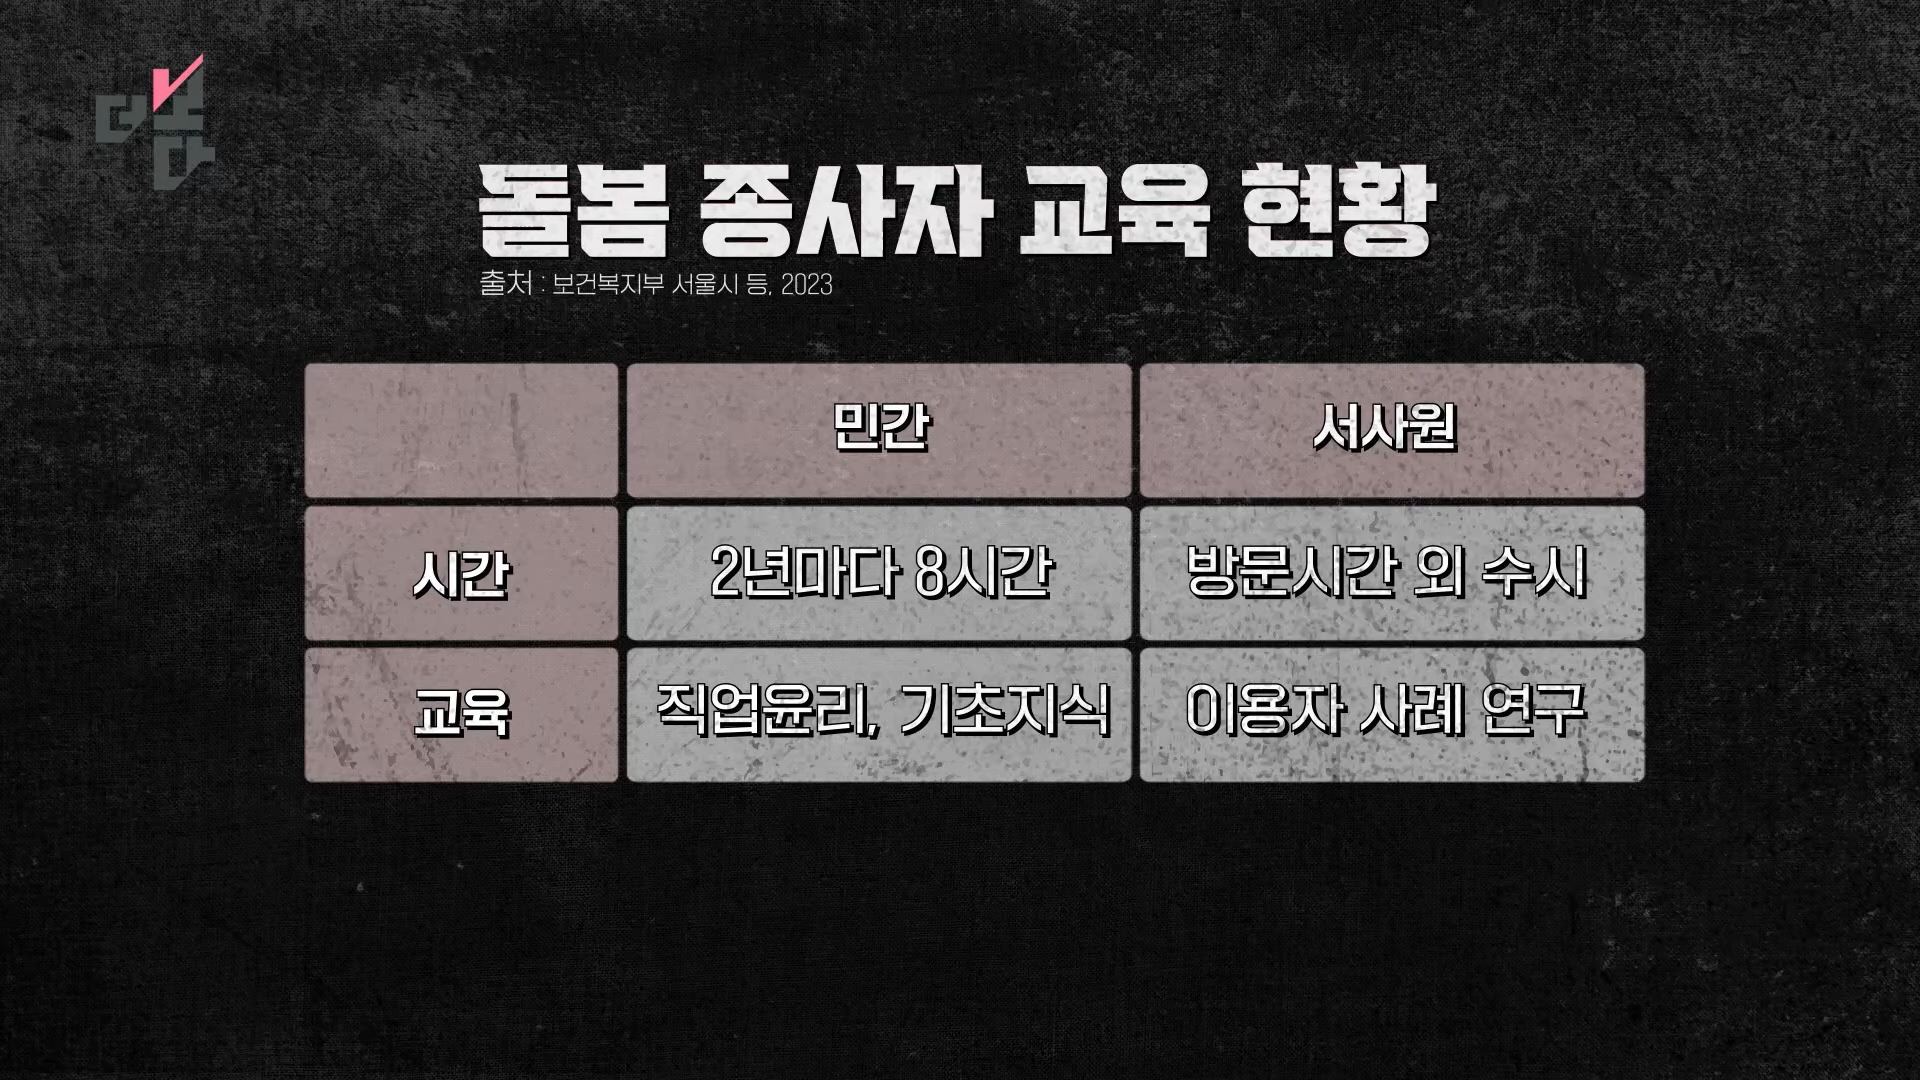 더 보다
돌봄 종사자 교육 현황
출처 : 보건복지부 서울시 등, 2023
민간 서사원
시간 2년마다 8시간 방문시간 외 수시
교육 직업윤리, 기초지식 이용자 사례 연구